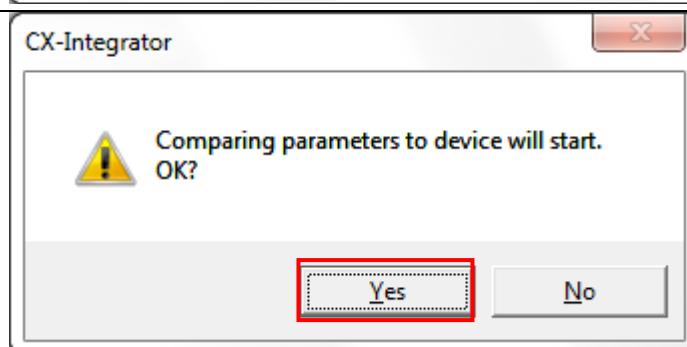 CX-Integrator
Comparing parameters to device will start.
OK?
Yes
No